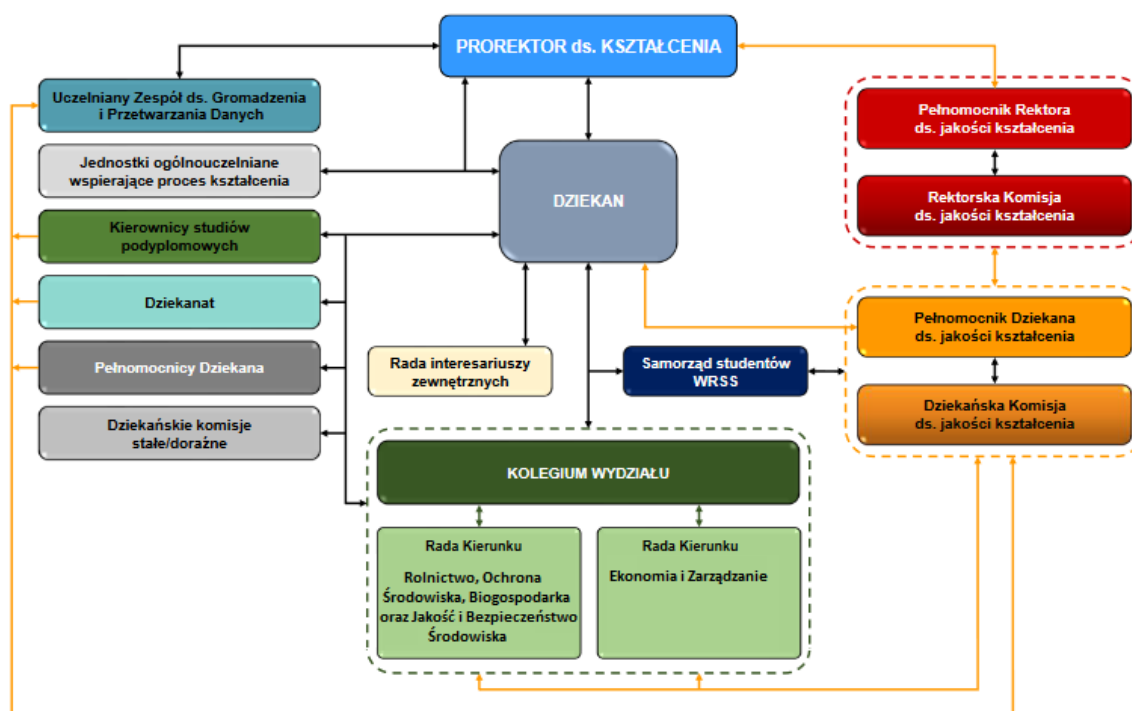 PROREKTOR ds. KSZTAŁCENIA
Uczelniany Zespół ds. Gromadzenia
i Przetwarzania Danych
Jednostki ogólnouczelniane
wspierające proces kształcenia
Kierownicy studiów
podyplomowych
Dziekanat
Pełnomocnicy Dziekana
Dziekańskie komisje
stałe/doraźne
DZIEKAN
Rada interesariuszy
zewnętrznych
Samorząd studentów
WRSS
Pełnomocnik Rektora
ds. jakości kształcenia
Rektorska Komisja
ds. jakości kształcenia
Pełnomocnik Dziekana
ds. jakości kształcenia
Dziekańska Komisja
ds. jakości kształcenia
KOLEGIUM WYDZIAŁU
Rada Kierunku
Rolnictwo, Ochrona
Środowiska, Biogospodarka
oraz Jakość i Bezpieczeństwo
Środowiska
Rada Kierunku
Ekonomia i Zarządzanie